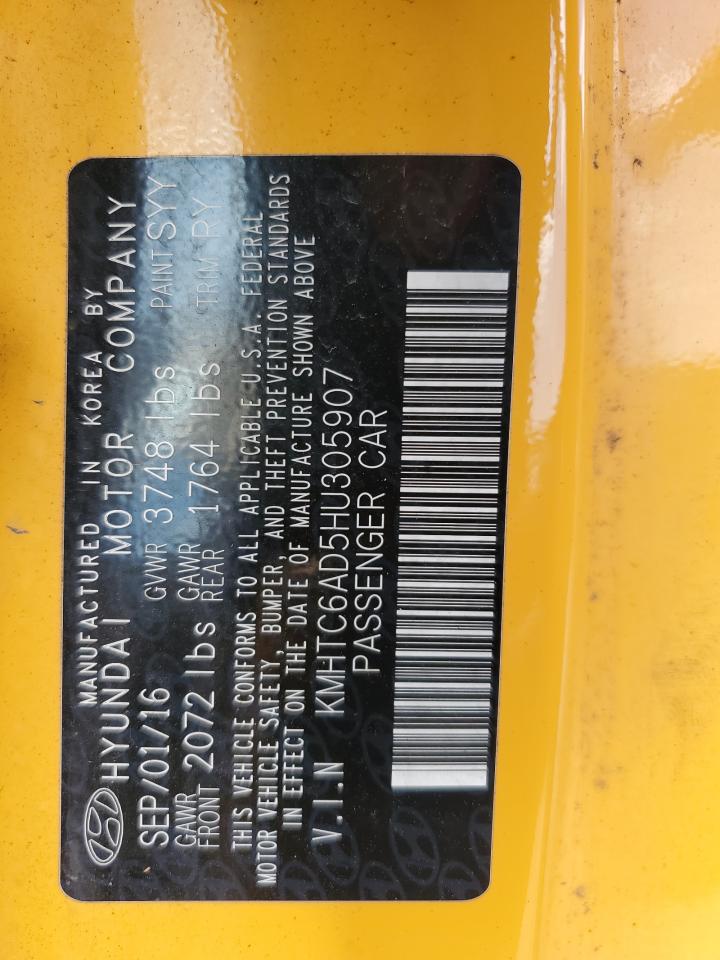 MANUFACTURED IN KOREA BY
HYUNDAI MOTOR COMPANY
SEP/01/16 GVWR 3748 lbs PAINT SYY
GAWR FRONT 2072 lbs GAWR REAR 1764 lbs TRIM RY
THIS VEHICLE CONFORMS TO ALL APPLICABLE U.S.A. FEDERAL
MOTOR VEHICLE SAFETY, BUMPER, AND THEFT PREVENTION STANDARDS
IN EFFECT ON THE DATE OF MANUFACTURE SHOWN ABOVE
V.I.N KMHTC6AD5HU305907
PASSENGER CAR